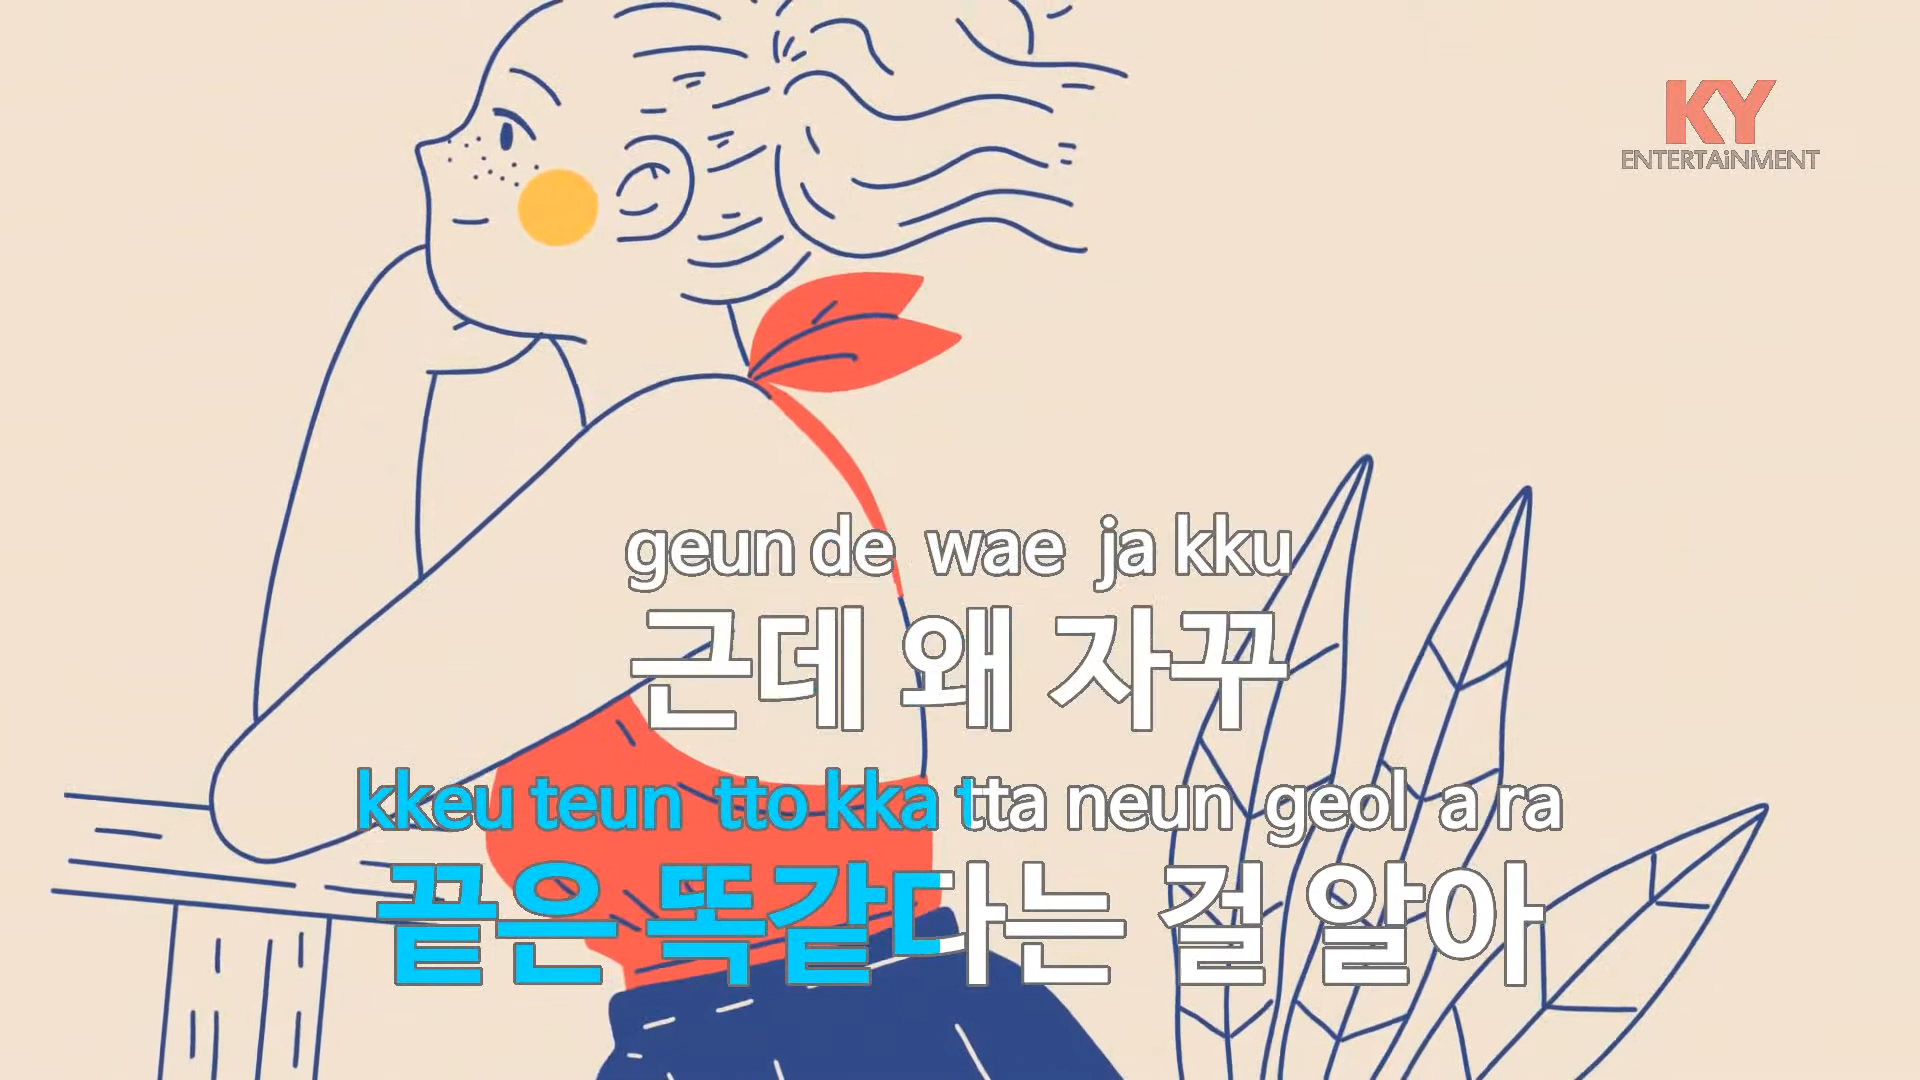 KY
ENTERTAiNMENT
geun de wae ja kku
근데 왜 자꾸
kkeu teun tto kka tta neun geol a ra
끝은 똑같다는 걸 알아